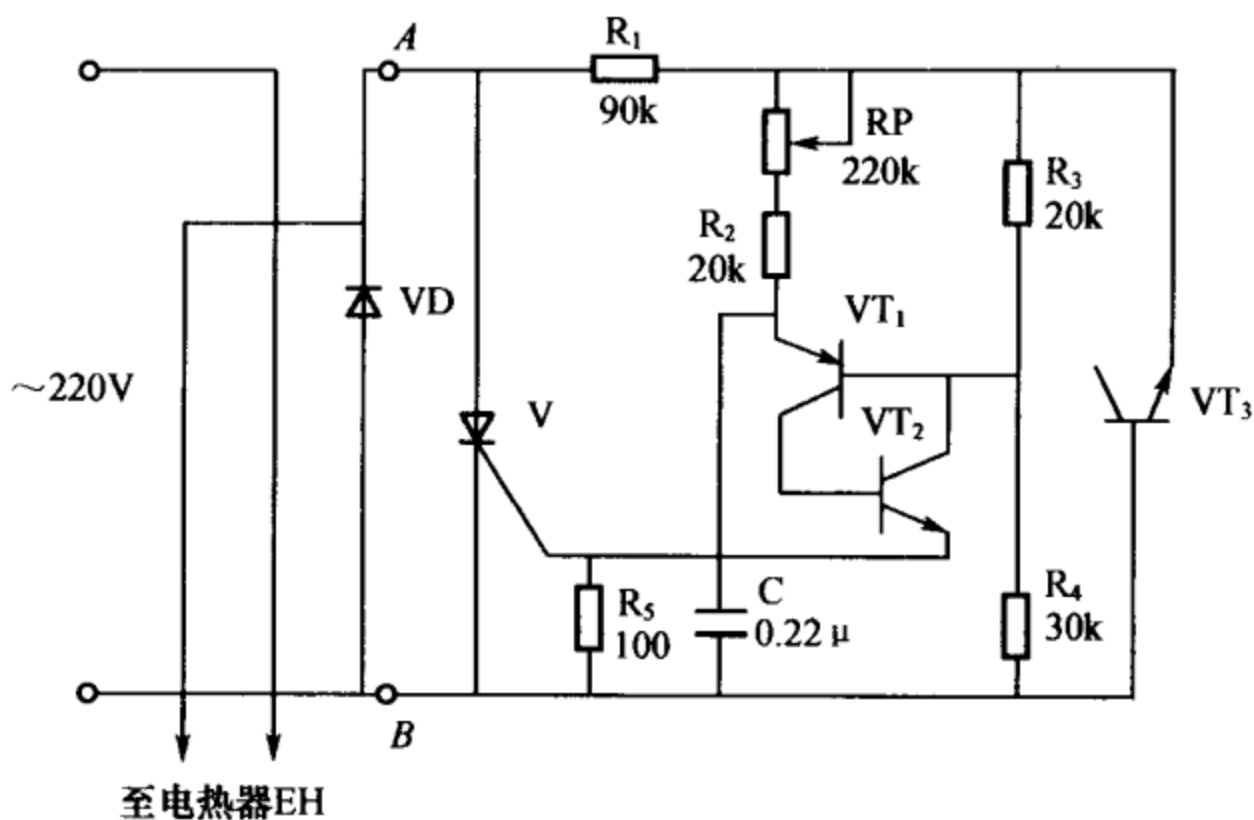 A
R₁
90k
RP
220k
R₃
20k
R₂
20k
VD
VT₁
～220V
V
VT₂
VT₃
R₅
100
C
0.22 μ
R₄
30k
B
至电热器EH